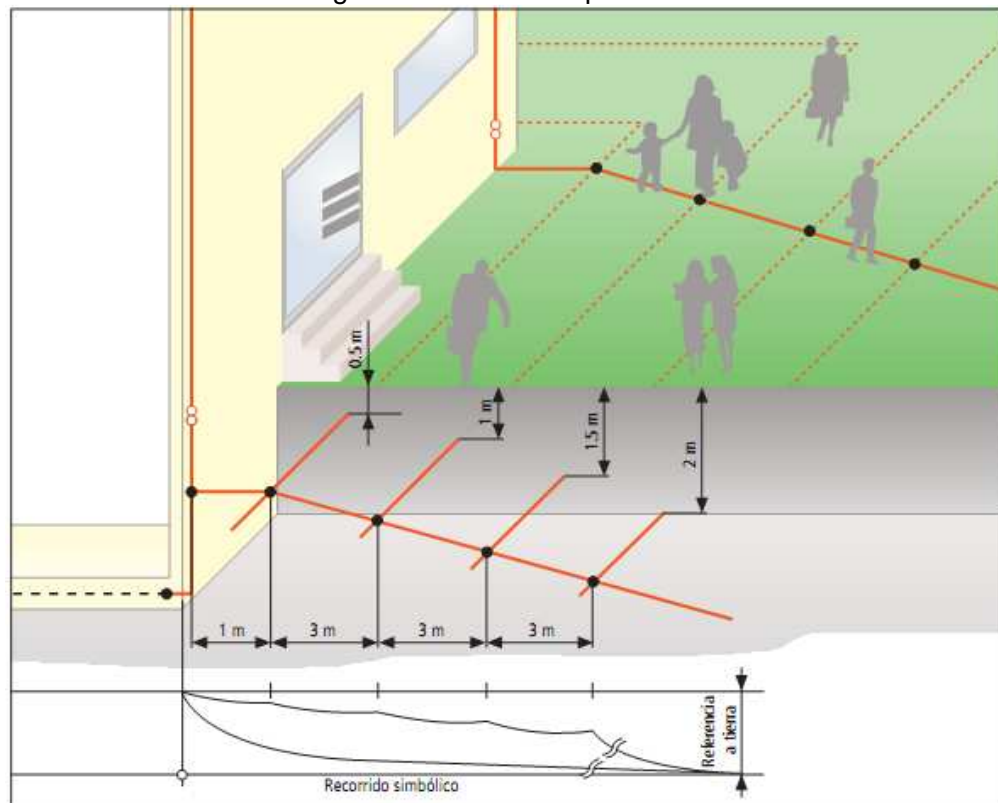 0.5 m
1 m
1.5 m
2 m
1 m
3 m
3 m
3 m
Referencia
a tierra
Recorrido simbólico